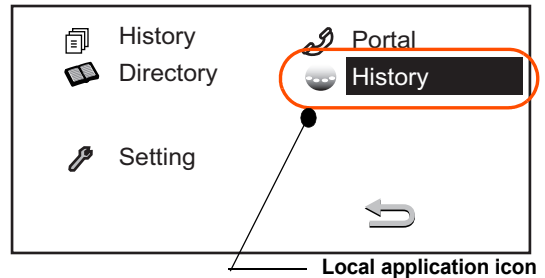 History
Portal
Directory
History
Setting
Local application icon